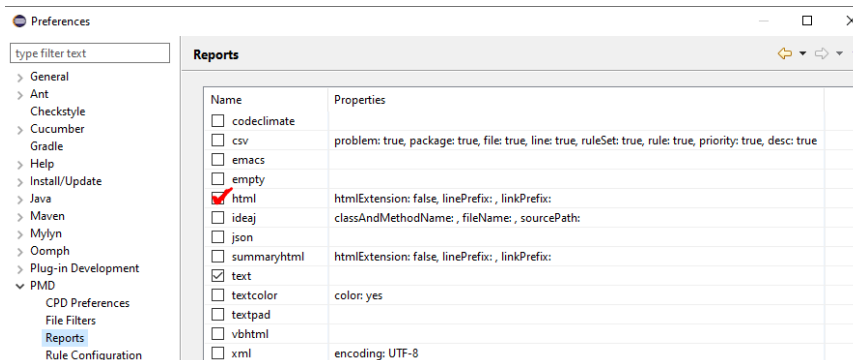 Preferences
type filter text
Reports
General
Ant
Checkstyle
Cucumber
Gradle
Help
Install/Update
Java
Maven
Mylyn
Oomph
Plug-in Development
PMD
CPD Preferences
File Filters
Reports
Rule Configuration
Name Properties
codeclimate
csv problem: true, package: true, file: true, line: true, ruleSet: true, rule: true, priority: true, desc: true
emacs
empty
html htmlExtension: false, linePrefix: , linkPrefix:
ideaj classAndMethodName: , fileName: , sourcePath:
json
summaryhtml htmlExtension: false, linePrefix: , linkPrefix:
text
textcolor color: yes
textpad
vbhtml
xml encoding: UTF-8